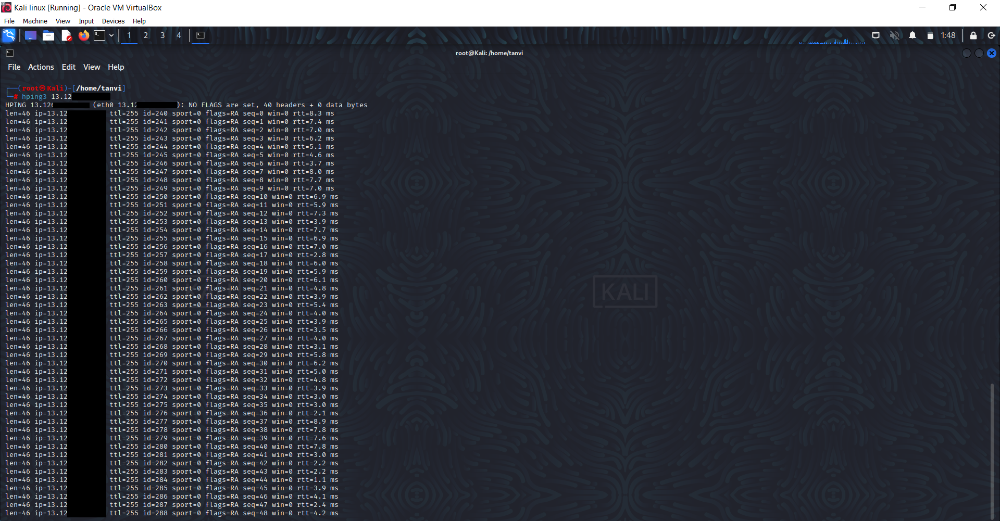 Kali linux [Running] - Oracle VM VirtualBox
File Machine View Input Devices Help
1 2 3 4 1:48
root@Kali: /home/tanvi
File Actions Edit View Help
┌──(root㉿Kali)-[/home/tanvi]
└─# hping3 13.12
HPING 13.126 (eth0 13.12 ): NO FLAGS are set, 40 headers + 0 data bytes
len=46 ip=13.12 ttl=255 id=240 sport=0 flags=RA seq=0 win=0 rtt=8.3 ms
len=46 ip=13.12 ttl=255 id=241 sport=0 flags=RA seq=1 win=0 rtt=7.4 ms
len=46 ip=13.12 ttl=255 id=242 sport=0 flags=RA seq=2 win=0 rtt=7.0 ms
len=46 ip=13.12 ttl=255 id=243 sport=0 flags=RA seq=3 win=0 rtt=6.2 ms
len=46 ip=13.12 ttl=255 id=244 sport=0 flags=RA seq=4 win=0 rtt=5.1 ms
len=46 ip=13.12 ttl=255 id=245 sport=0 flags=RA seq=5 win=0 rtt=4.6 ms
len=46 ip=13.12 ttl=255 id=246 sport=0 flags=RA seq=6 win=0 rtt=3.7 ms
len=46 ip=13.12 ttl=255 id=247 sport=0 flags=RA seq=7 win=0 rtt=8.0 ms
len=46 ip=13.12 ttl=255 id=248 sport=0 flags=RA seq=8 win=0 rtt=7.7 ms
len=46 ip=13.12 ttl=255 id=249 sport=0 flags=RA seq=9 win=0 rtt=7.0 ms
len=46 ip=13.12 ttl=255 id=250 sport=0 flags=RA seq=10 win=0 rtt=6.9 ms
len=46 ip=13.12 ttl=255 id=251 sport=0 flags=RA seq=11 win=0 rtt=5.9 ms
len=46 ip=13.12 ttl=255 id=252 sport=0 flags=RA seq=12 win=0 rtt=7.3 ms
len=46 ip=13.12 ttl=255 id=253 sport=0 flags=RA seq=13 win=0 rtt=3.9 ms
len=46 ip=13.12 ttl=255 id=254 sport=0 flags=RA seq=14 win=0 rtt=7.7 ms
len=46 ip=13.12 ttl=255 id=255 sport=0 flags=RA seq=15 win=0 rtt=6.9 ms
len=46 ip=13.12 ttl=255 id=256 sport=0 flags=RA seq=16 win=0 rtt=7.0 ms
len=46 ip=13.12 ttl=255 id=257 sport=0 flags=RA seq=17 win=0 rtt=2.8 ms
len=46 ip=13.12 ttl=255 id=258 sport=0 flags=RA seq=18 win=0 rtt=6.0 ms
len=46 ip=13.12 ttl=255 id=259 sport=0 flags=RA seq=19 win=0 rtt=5.9 ms
len=46 ip=13.12 ttl=255 id=260 sport=0 flags=RA seq=20 win=0 rtt=6.1 ms
len=46 ip=13.12 ttl=255 id=261 sport=0 flags=RA seq=21 win=0 rtt=4.8 ms
len=46 ip=13.12 ttl=255 id=262 sport=0 flags=RA seq=22 win=0 rtt=3.9 ms
len=46 ip=13.12 ttl=255 id=263 sport=0 flags=RA seq=23 win=0 rtt=5.4 ms
len=46 ip=13.12 ttl=255 id=264 sport=0 flags=RA seq=24 win=0 rtt=4.0 ms
len=46 ip=13.12 ttl=255 id=265 sport=0 flags=RA seq=25 win=0 rtt=3.9 ms
len=46 ip=13.12 ttl=255 id=266 sport=0 flags=RA seq=26 win=0 rtt=3.5 ms
len=46 ip=13.12 ttl=255 id=267 sport=0 flags=RA seq=27 win=0 rtt=4.0 ms
len=46 ip=13.12 ttl=255 id=268 sport=0 flags=RA seq=28 win=0 rtt=3.1 ms
len=46 ip=13.12 ttl=255 id=269 sport=0 flags=RA seq=29 win=0 rtt=5.8 ms
len=46 ip=13.12 ttl=255 id=270 sport=0 flags=RA seq=30 win=0 rtt=6.2 ms
len=46 ip=13.12 ttl=255 id=271 sport=0 flags=RA seq=31 win=0 rtt=5.0 ms
len=46 ip=13.12 ttl=255 id=272 sport=0 flags=RA seq=32 win=0 rtt=4.8 ms
len=46 ip=13.12 ttl=255 id=273 sport=0 flags=RA seq=33 win=0 rtt=3.9 ms
len=46 ip=13.12 ttl=255 id=274 sport=0 flags=RA seq=34 win=0 rtt=3.0 ms
len=46 ip=13.12 ttl=255 id=275 sport=0 flags=RA seq=35 win=0 rtt=3.0 ms
len=46 ip=13.12 ttl=255 id=276 sport=0 flags=RA seq=36 win=0 rtt=2.1 ms
len=46 ip=13.12 ttl=255 id=277 sport=0 flags=RA seq=37 win=0 rtt=8.9 ms
len=46 ip=13.12 ttl=255 id=278 sport=0 flags=RA seq=38 win=0 rtt=7.8 ms
len=46 ip=13.12 ttl=255 id=279 sport=0 flags=RA seq=39 win=0 rtt=7.6 ms
len=46 ip=13.12 ttl=255 id=280 sport=0 flags=RA seq=40 win=0 rtt=7.8 ms
len=46 ip=13.12 ttl=255 id=281 sport=0 flags=RA seq=41 win=0 rtt=3.0 ms
len=46 ip=13.12 ttl=255 id=282 sport=0 flags=RA seq=42 win=0 rtt=2.2 ms
len=46 ip=13.12 ttl=255 id=283 sport=0 flags=RA seq=43 win=0 rtt=2.2 ms
len=46 ip=13.12 ttl=255 id=284 sport=0 flags=RA seq=44 win=0 rtt=1.1 ms
len=46 ip=13.12 ttl=255 id=285 sport=0 flags=RA seq=45 win=0 rtt=3.9 ms
len=46 ip=13.12 ttl=255 id=286 sport=0 flags=RA seq=46 win=0 rtt=4.1 ms
len=46 ip=13.12 ttl=255 id=287 sport=0 flags=RA seq=47 win=0 rtt=2.4 ms
len=46 ip=13.12 ttl=255 id=288 sport=0 flags=RA seq=48 win=0 rtt=4.2 ms
KALI